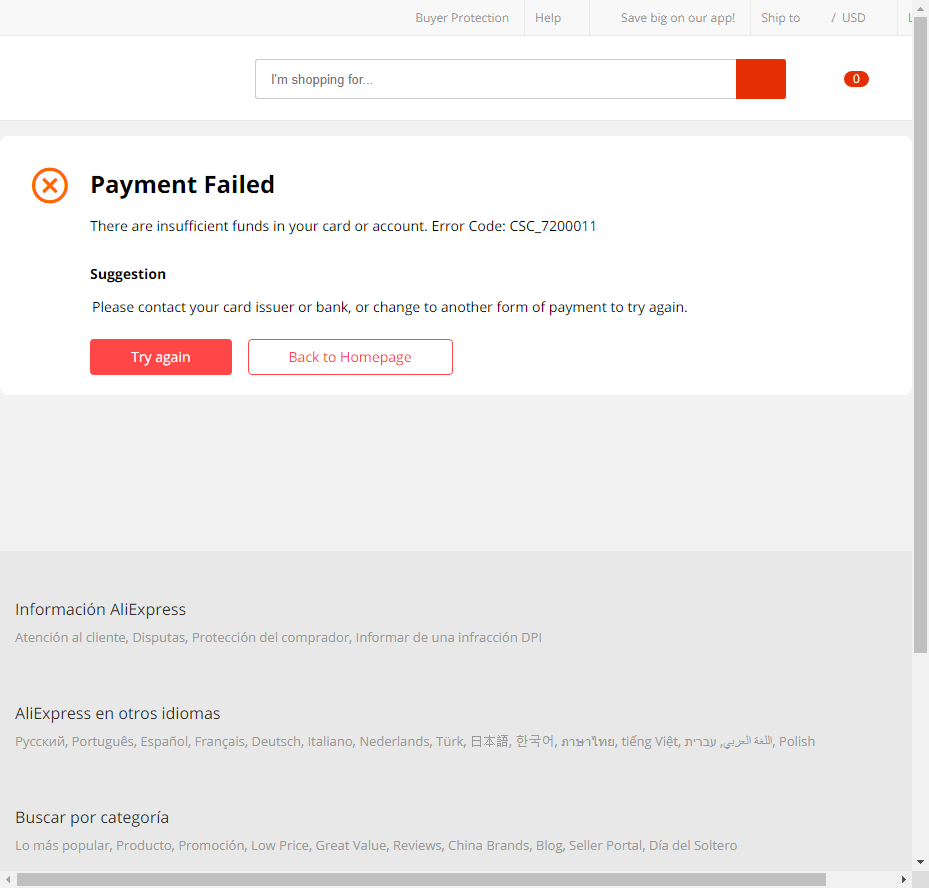 Buyer Protection Help Save big on our app! Ship to / USD
I'm shopping for...
0
Payment Failed
There are insufficient funds in your card or account. Error Code: CSC_7200011
Suggestion
Please contact your card issuer or bank, or change to another form of payment to try again.
Try again Back to Homepage
Información AliExpress
Atención al cliente, Disputas, Protección del comprador, Informar de una infracción DPI
AliExpress en otros idiomas
Русский, Português, Español, Français, Deutsch, Italiano, Nederlands, Türk, 日本語, 한국어, ภาษาไทย, tiếng Việt, עברית ,اللغة العربي, Polish
Buscar por categoría
Lo más popular, Producto, Promoción, Low Price, Great Value, Reviews, China Brands, Blog, Seller Portal, Día del Soltero